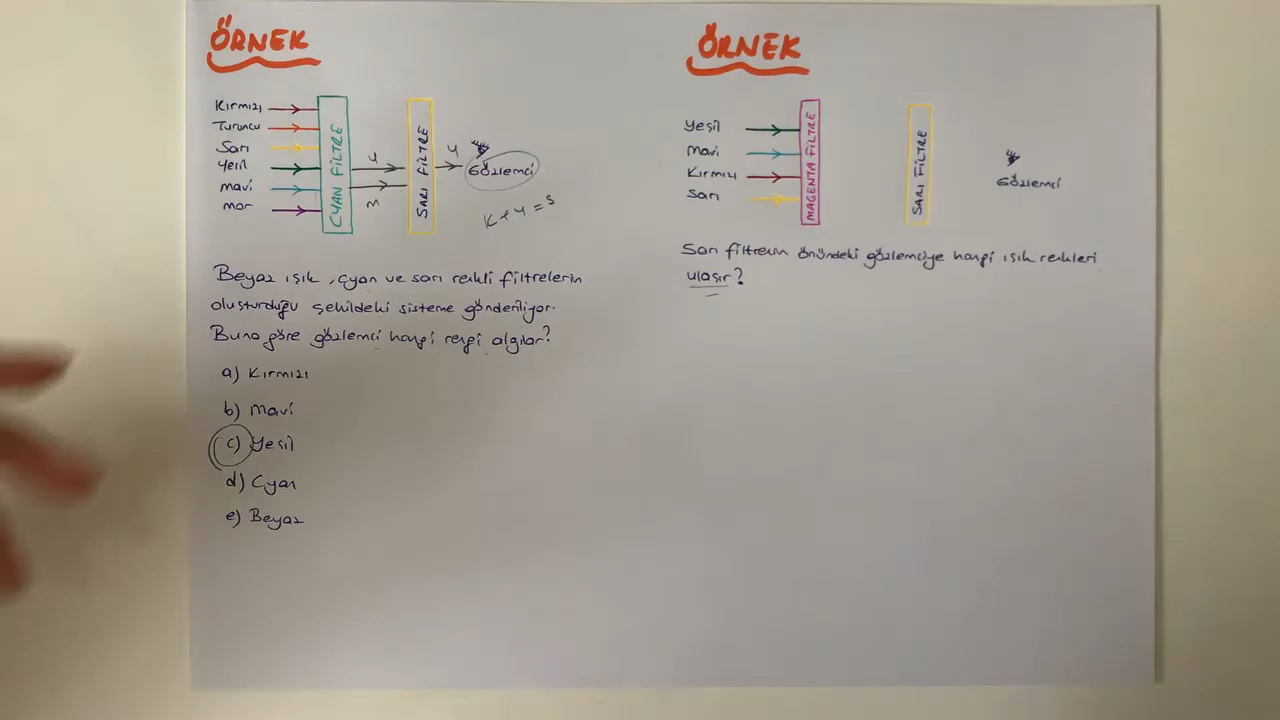 ÖRNEK
Kırmızı
Turuncu
Sarı
Yeşil
mavi
mor
CYAN FİLTRE
Y
M
SARI FİLTRE
Y
Gözlemci
K + Y = S
Beyaz ışık, cyan ve sarı renkli filtrelerin
oluşturduğu şekildeki sisteme gönderiliyor.
Buna göre gözlemci hangi rengi algılar?
a) Kırmızı
b) Mavi
c) Yeşil
d) Cyan
e) Beyaz
ÖRNEK
Yeşil
Mavi
Kırmızı
Sarı
MAGENTA FİLTRE
SARI FİLTRE
Gözlemci
Sarı filtrenin önündeki gözlemciye hangi ışık renkleri
ulaşır?